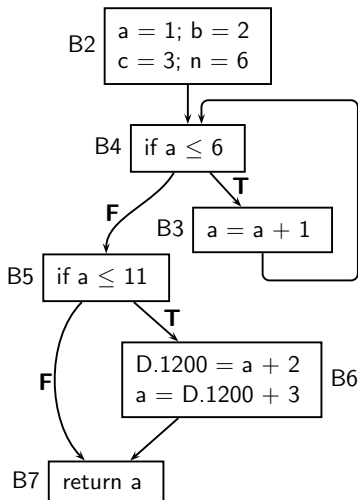 B2
a = 1; b = 2
c = 3; n = 6
B4
if a ≤ 6
T
F
B3
a = a + 1
B5
if a ≤ 11
T
F
D.1200 = a + 2
a = D.1200 + 3
B6
B7
return a